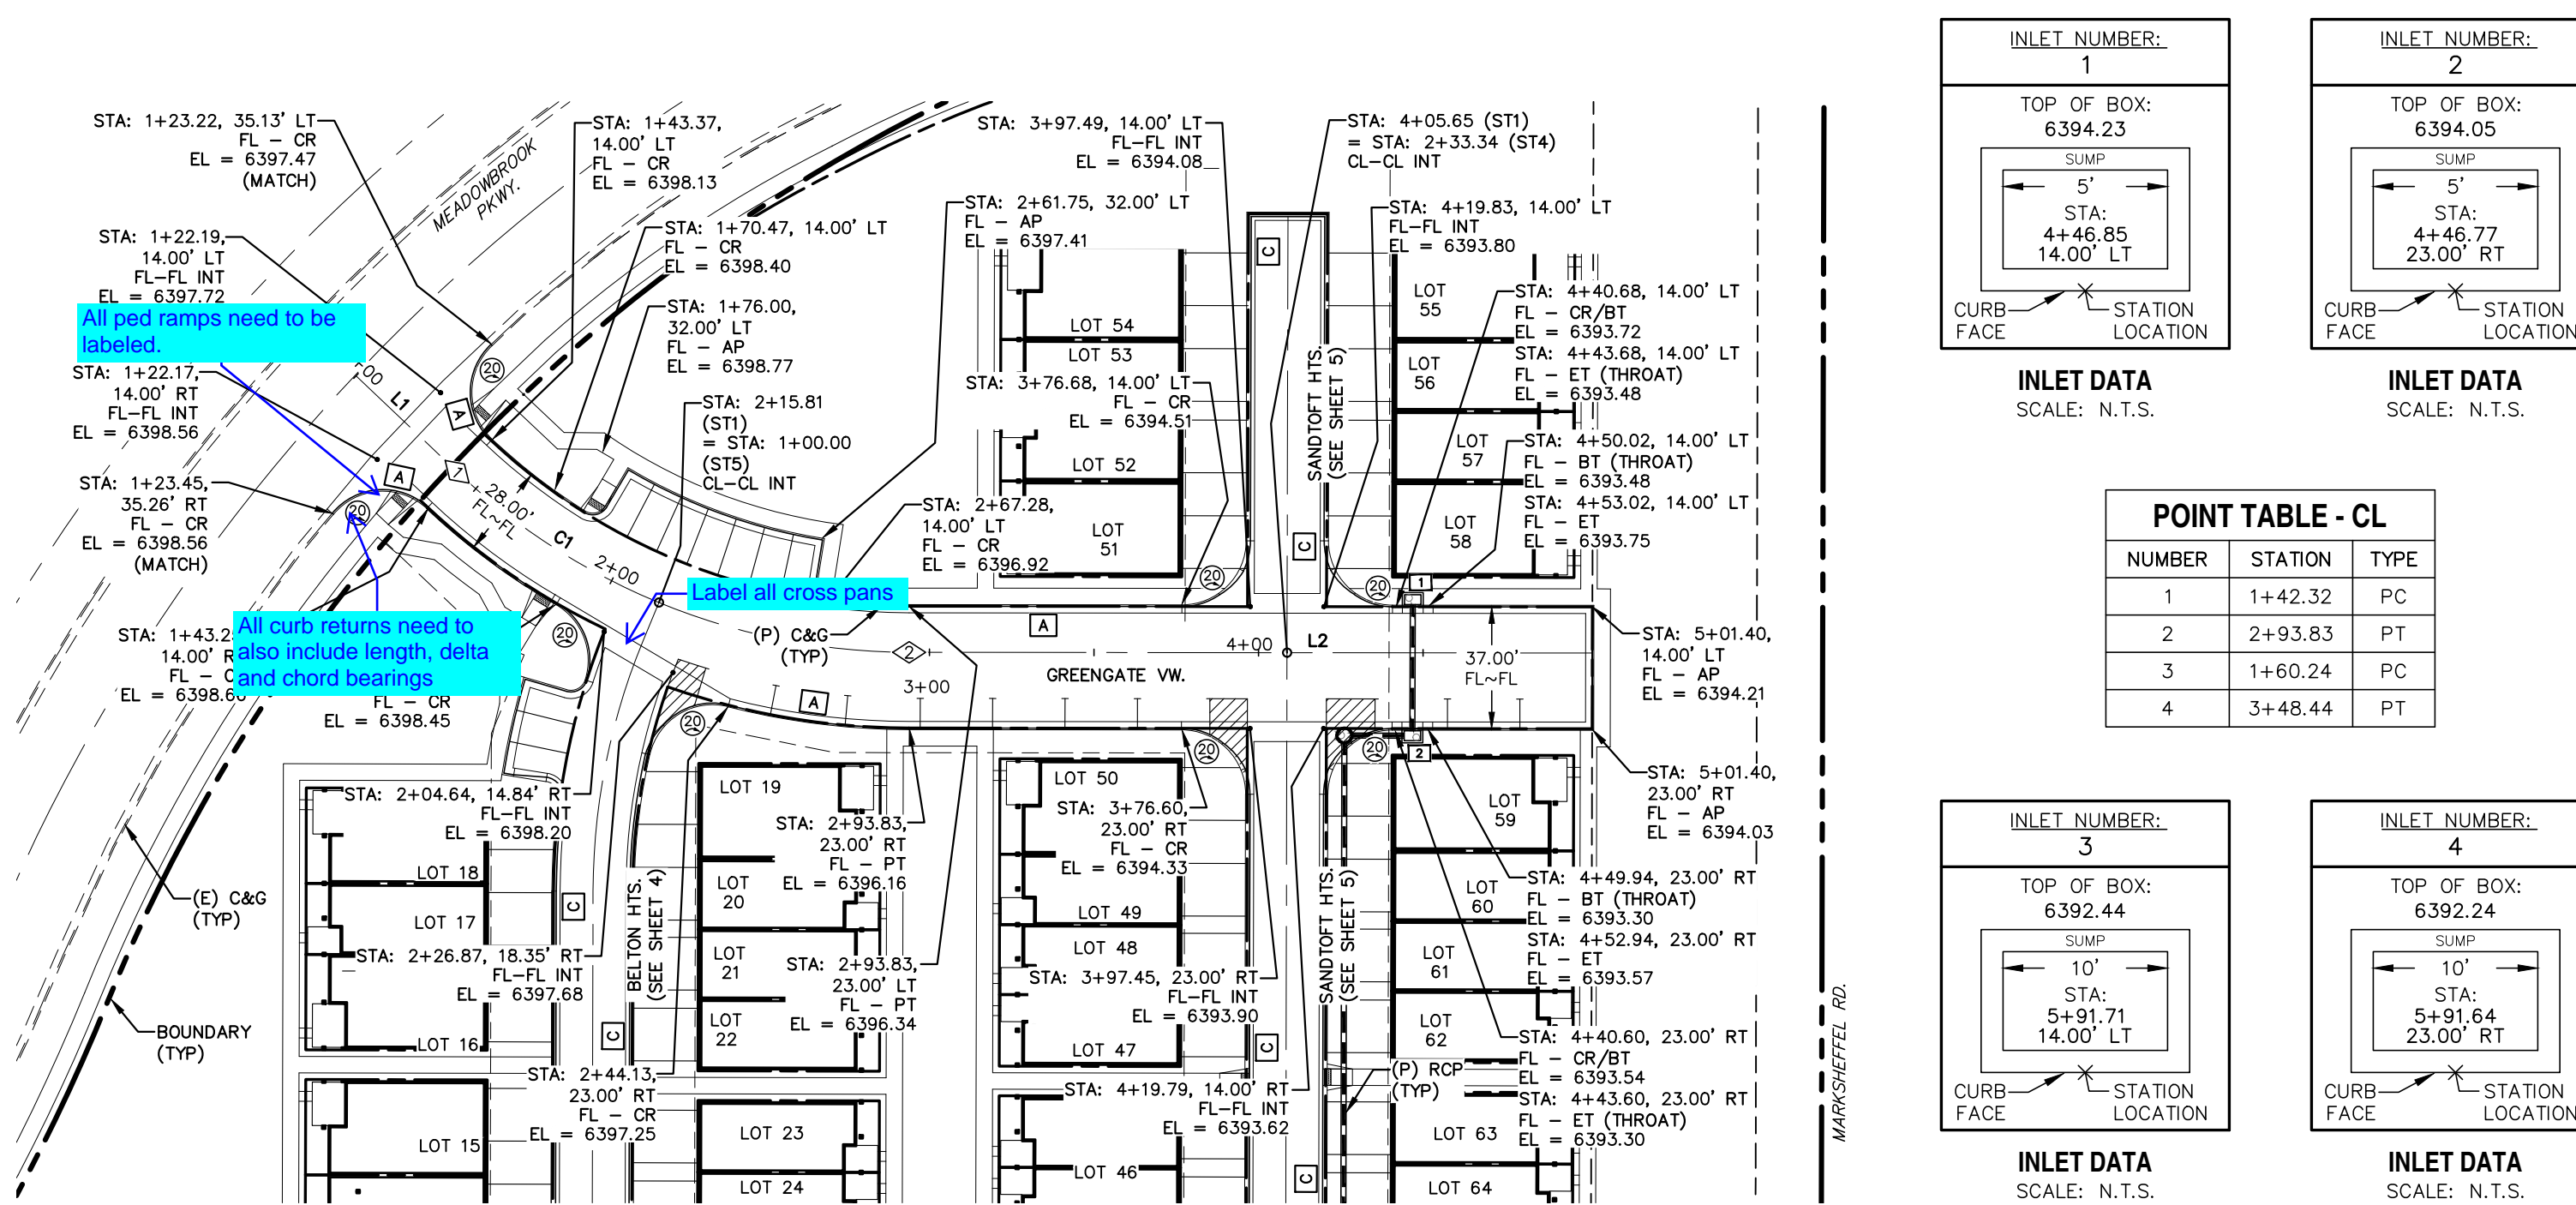 STA: 1+23.22, 35.13' LT
FL - CR
EL = 6397.47
(MATCH)
STA: 1+22.19,
14.00' LT
FL-FL INT
EL = 6397.72
All ped ramps need to be
labeled.
STA: 1+22.17,
14.00' RT
FL-FL INT
EL = 6398.56
STA: 1+23.45,
35.26' RT
FL - CR
EL = 6398.56
(MATCH)
All curb returns need to
also include length, delta
and chord bearings
14.00'
FL - CR
EL = 6398.45
MEADOWBROOK
PKWY.
STA: 1+43.37,
14.00' LT
FL - CR
EL = 6398.13
STA: 1+70.47, 14.00' LT
FL - CR
EL = 6398.40
STA: 1+76.00,
32.00' LT
FL - AP
EL = 6398.77
STA: 2+15.81
(ST1)
= STA: 1+00.00
(ST5)
CL-CL INT
L1
20
A
A
1
28.00'
FL~FL
C1
2+00
20
20
Label all cross pans
(P) C&G
(TYP)
STA: 3+97.49, 14.00' LT
FL-FL INT
EL = 6394.08
STA: 2+61.75, 32.00' LT
FL - AP
EL = 6397.41
STA: 3+76.68, 14.00' LT
FL - CR
EL = 6394.51
STA: 2+67.28,
14.00' LT
FL - CR
EL = 6396.92
LOT 54
LOT 53
LOT 52
LOT
51
STA: 4+05.65 (ST1)
= STA: 2+33.34 (ST4)
CL-CL INT
STA: 4+19.83, 14.00' LT
FL-FL INT
EL = 6393.80
C
C
SANDTOFT HTS.
(SEE SHEET 5)
LOT
55
LOT
56
LOT
57
LOT
58
STA: 4+40.68, 14.00' LT
FL - CR/BT
EL = 6393.72
STA: 4+43.68, 14.00' LT
FL - ET (THROAT)
EL = 6393.48
STA: 4+50.02, 14.00' LT
FL - BT (THROAT)
EL = 6393.48
STA: 4+53.02, 14.00' LT
FL - ET
EL = 6393.75
20
20
1
A
A
2
3+00
GREENGATE VW.
4+00
L2
37.00'
FL~FL
STA: 5+01.40,
14.00' LT
FL - AP
EL = 6394.21
20
20
20
2
STA: 5+01.40,
23.00' RT
FL - AP
EL = 6394.03
STA: 2+04.64, 14.84' RT
FL-FL INT
EL = 6398.20
LOT 18
LOT 17
STA: 2+26.87, 18.35' RT
FL-FL INT
EL = 6397.68
LOT 16
LOT 15
(E) C&G
(TYP)
BOUNDARY
(TYP)
C
C
BELTON HTS.
(SEE SHEET 4)
STA: 2+44.13,
23.00' RT
FL - CR
EL = 6397.25
LOT 19
LOT
20
LOT
21
LOT
22
LOT 23
LOT 24
STA: 2+93.83,
23.00' RT
FL - PT
EL = 6396.16
STA: 2+93.83,
23.00' LT
FL - PT
EL = 6396.34
LOT 50
STA: 3+76.60,
23.00' RT
FL - CR
EL = 6394.33
LOT 49
LOT 48
STA: 3+97.45, 23.00' RT
FL-FL INT
EL = 6393.90
LOT 47
STA: 4+19.79, 14.00' RT
FL-FL INT
EL = 6393.62
LOT 46
C
C
SANDTOFT HTS.
(SEE SHEET 5)
(P) RCP
(TYP)
LOT
59
LOT
60
LOT
61
LOT
62
LOT 63
LOT 64
STA: 4+49.94, 23.00' RT
FL - BT (THROAT)
EL = 6393.30
STA: 4+52.94, 23.00' RT
FL - ET
EL = 6393.57
STA: 4+40.60, 23.00' RT
FL - CR/BT
EL = 6393.54
STA: 4+43.60, 23.00' RT
FL - ET (THROAT)
EL = 6393.30
MARKSHEFFEL RD.
INLET NUMBER:
1
TOP OF BOX:
6394.23
SUMP
5'
STA:
4+46.85
14.00' LT
CURB
FACE
STATION
LOCATION
INLET DATA
SCALE: N.T.S.
INLET NUMBER:
2
TOP OF BOX:
6394.05
SUMP
5'
STA:
4+46.77
23.00' RT
CURB
FACE
STATION
LOCATION
INLET DATA
SCALE: N.T.S.
POINT TABLE - CL
NUMBER STATION TYPE
1 1+42.32 PC
2 2+93.83 PT
3 1+60.24 PC
4 3+48.44 PT
INLET NUMBER:
3
TOP OF BOX:
6392.44
SUMP
10'
STA:
5+91.71
14.00' LT
CURB
FACE
STATION
LOCATION
INLET DATA
SCALE: N.T.S.
INLET NUMBER:
4
TOP OF BOX:
6392.24
SUMP
10'
STA:
5+91.64
23.00' RT
CURB
FACE
STATION
LOCATION
INLET DATA
SCALE: N.T.S.